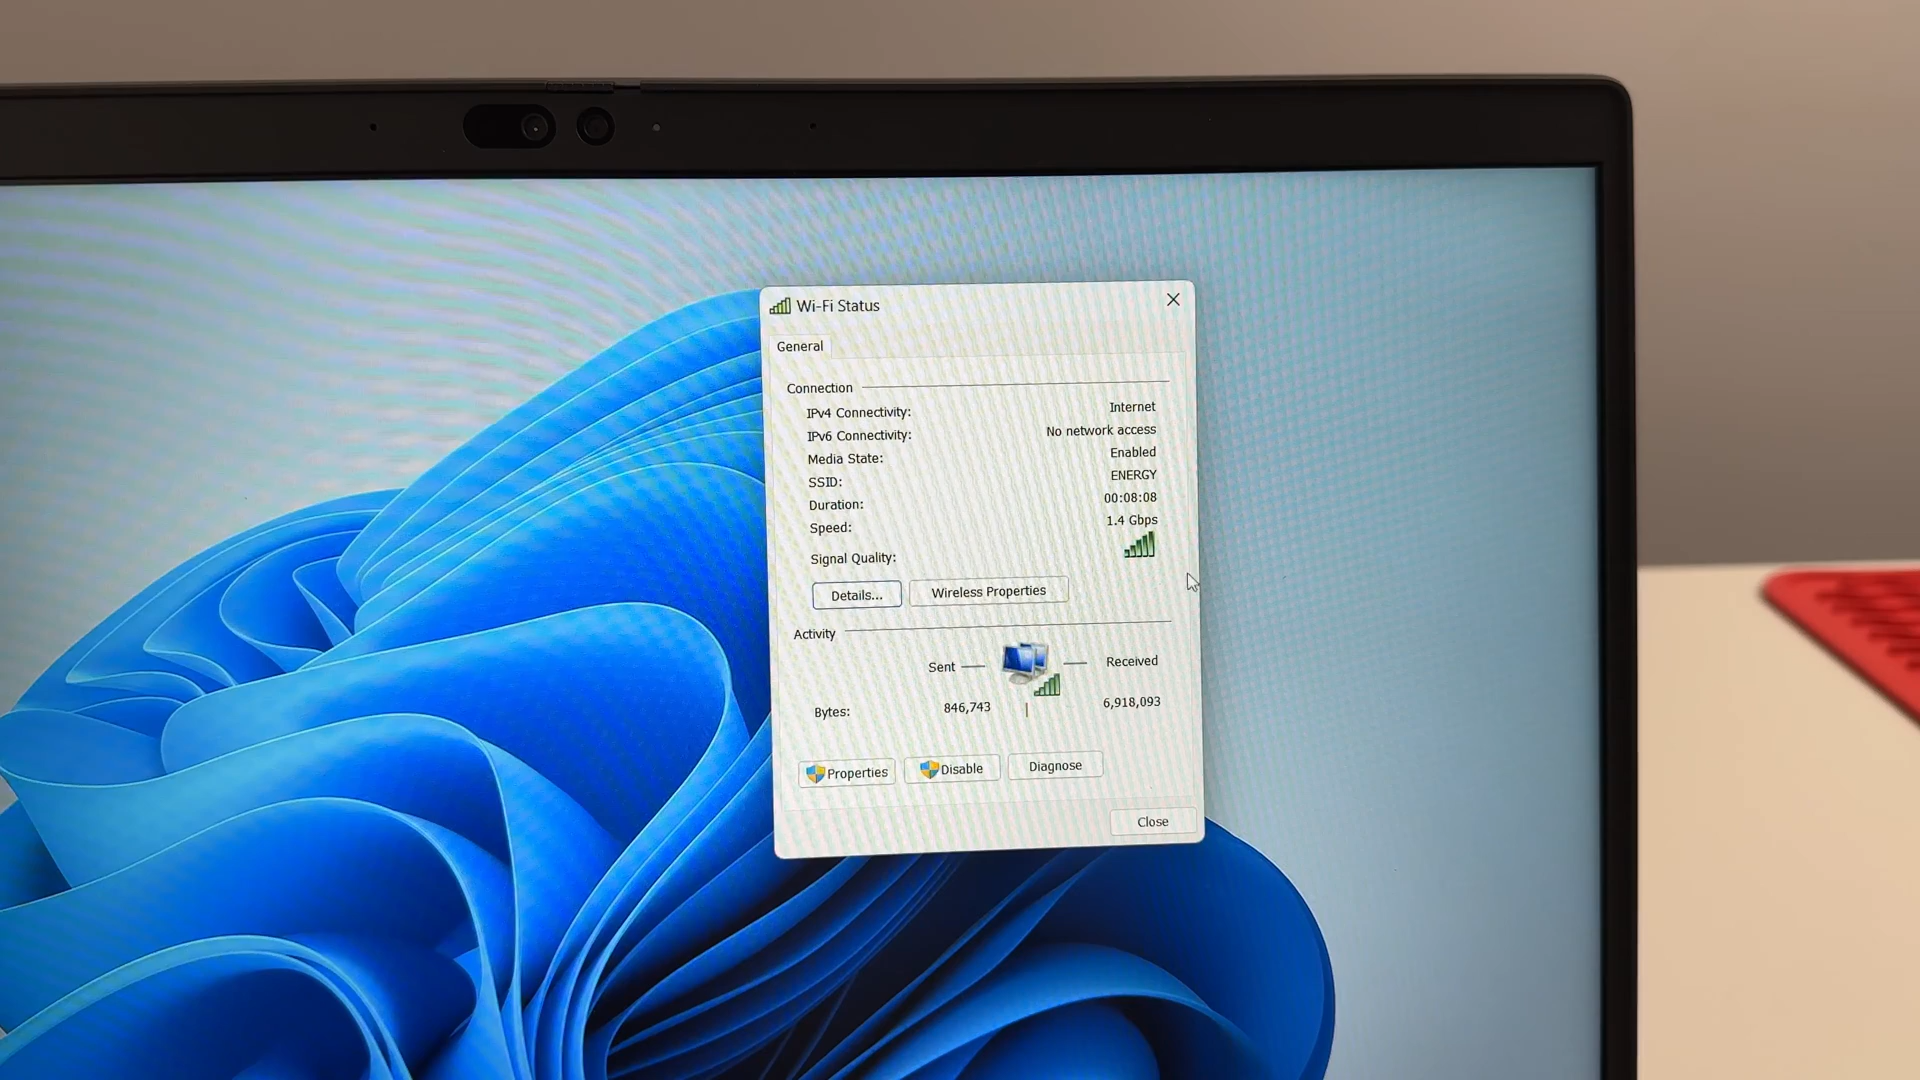 Wi-Fi Status
General
Connection
IPv4 Connectivity: Internet
IPv6 Connectivity: No network access
Media State: Enabled
SSID: ENERGY
Duration: 00:08:08
Speed: 1.4 Gbps
Signal Quality:
Details... Wireless Properties
Activity
Sent Received
Bytes: 846,743 6,918,093
Properties Disable Diagnose
Close